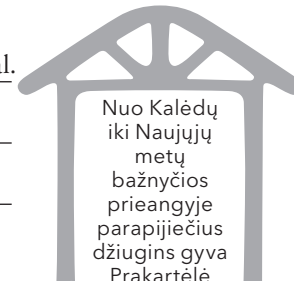 l.
Nuo Kalėdų
iki Naujųjų
metų
bažnyčios
prieangyje
parapijiečius
džiugins gyva
Prakartėlė